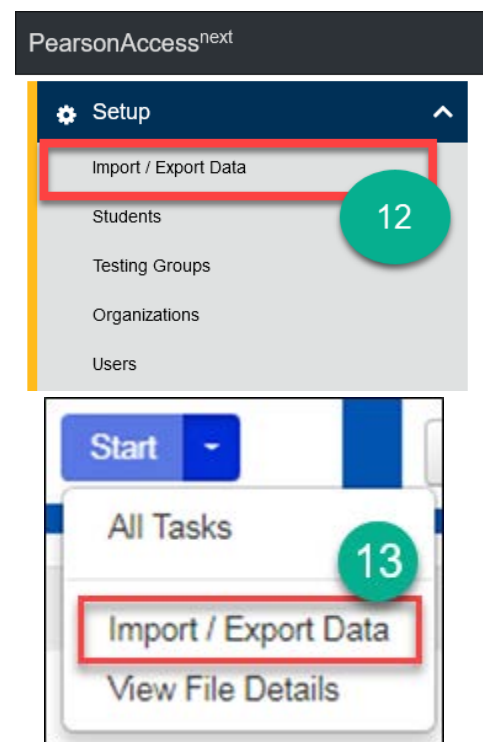 PearsonAccessnext
Setup
Import / Export Data
12
Students
Testing Groups
Organizations
Users
Start
All Tasks
13
Import / Export Data
View File Details